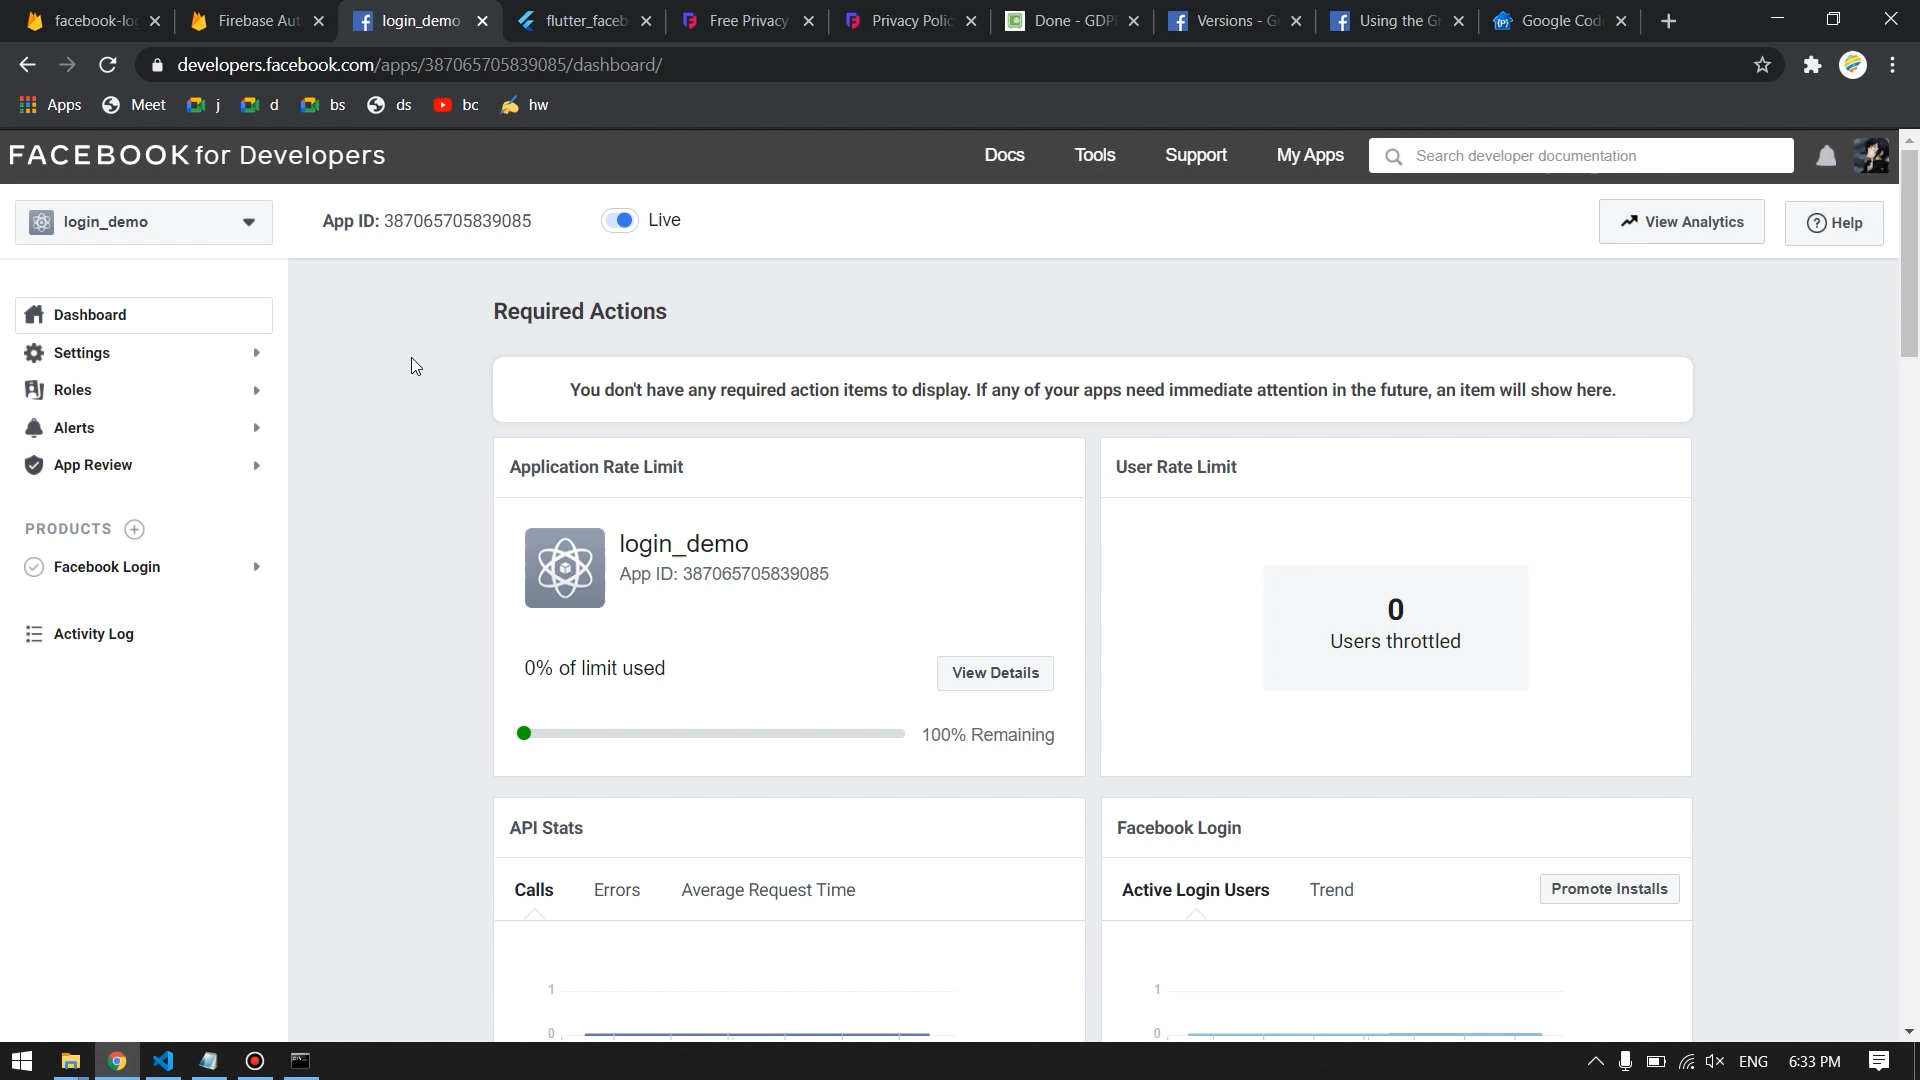 facebook-lo
Firebase Aut
login_demo
flutter_faceb
Free Privacy
Privacy Polic
Done - GDP
Versions - G
Using the Gr
Google Cod
developers.facebook.com/apps/387065705839085/dashboard/
Apps
Meet
j
d
bs
ds
bc
hw
FACEBOOK for Developers
Docs
Tools
Support
My Apps
Search developer documentation
login_demo
App ID: 387065705839085
Live
View Analytics
Help
Dashboard
Settings
Roles
Alerts
App Review
PRODUCTS
Facebook Login
Activity Log
Required Actions
You don't have any required action items to display. If any of your apps need immediate attention in the future, an item will show here.
Application Rate Limit
login_demo
App ID: 387065705839085
0% of limit used
View Details
100% Remaining
User Rate Limit
0
Users throttled
API Stats
Calls
Errors
Average Request Time
1
0
Facebook Login
Active Login Users
Trend
Promote Installs
1
0
ENG
6:33 PM